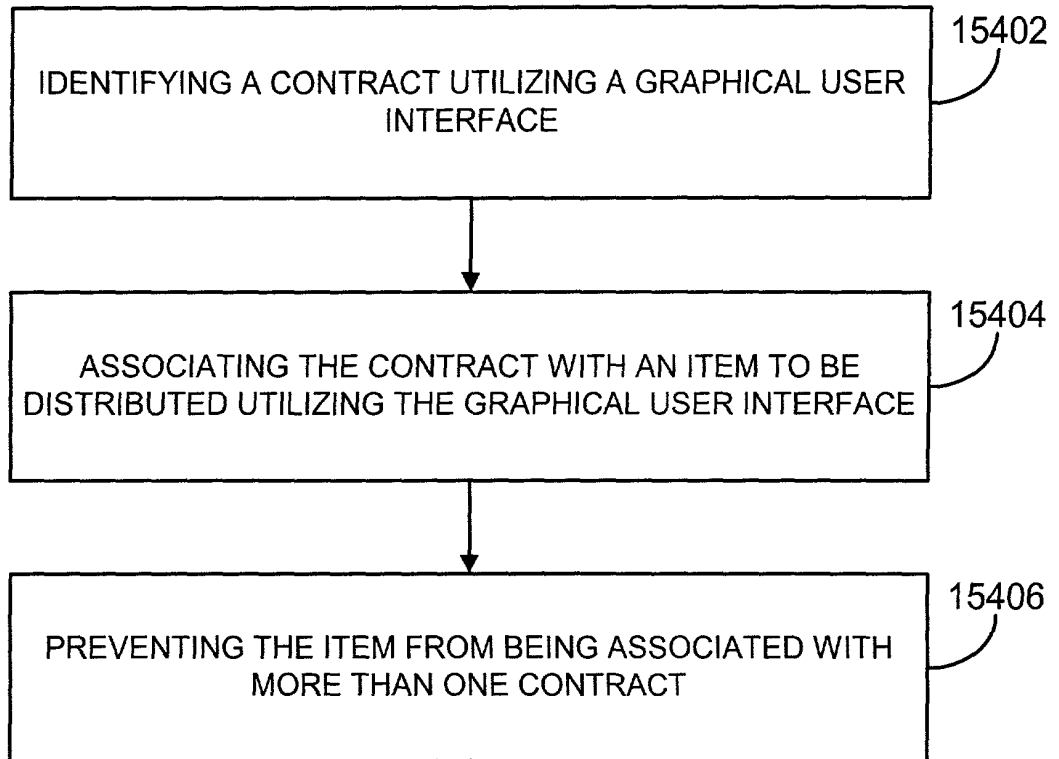 15402
IDENTIFYING A CONTRACT UTILIZING A GRAPHICAL USER
INTERFACE
15404
ASSOCIATING THE CONTRACT WITH AN ITEM TO BE
DISTRIBUTED UTILIZING THE GRAPHICAL USER INTERFACE
15406
PREVENTING THE ITEM FROM BEING ASSOCIATED WITH
MORE THAN ONE CONTRACT